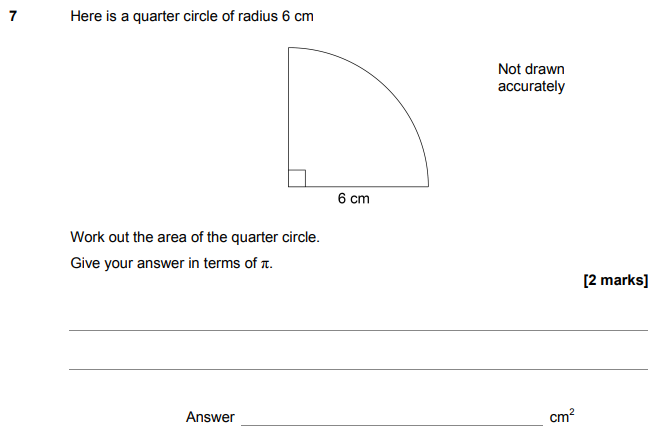 7 Here is a quarter circle of radius 6 cm
Not drawn
accurately
6 cm
Work out the area of the quarter circle.
Give your answer in terms of π.
[2 marks]
Answer cm²